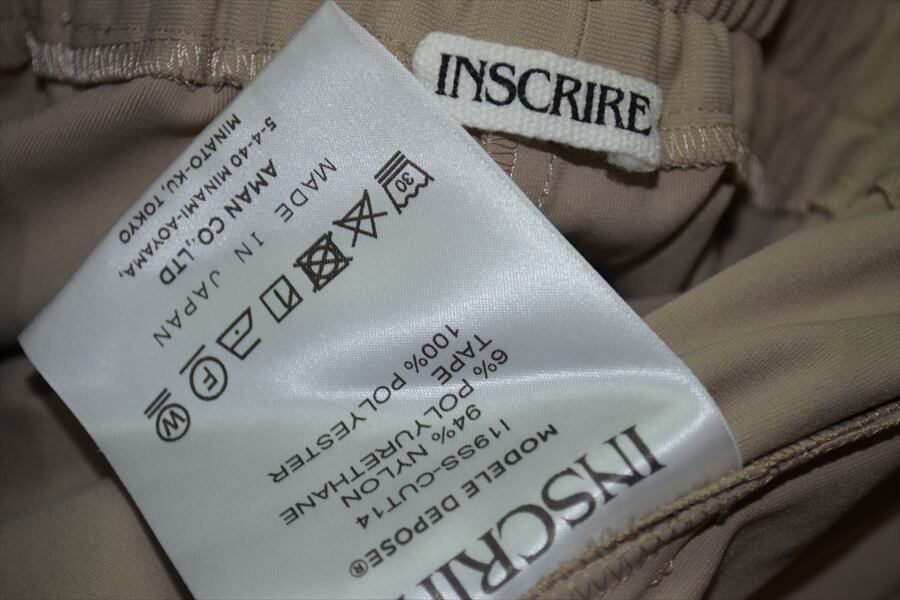 INSCRIRE
INSCRI
MODELE DEPOSE®
I19SS-CUT14
94% NYLON
6% POLYURETHANE
TAPE
100% POLYESTER
30
F
W
MADE IN JAPAN
AMAN CO.,LTD
5-4-40 MINAMI-AOYAMA,
MINATO-KU, TOKYO